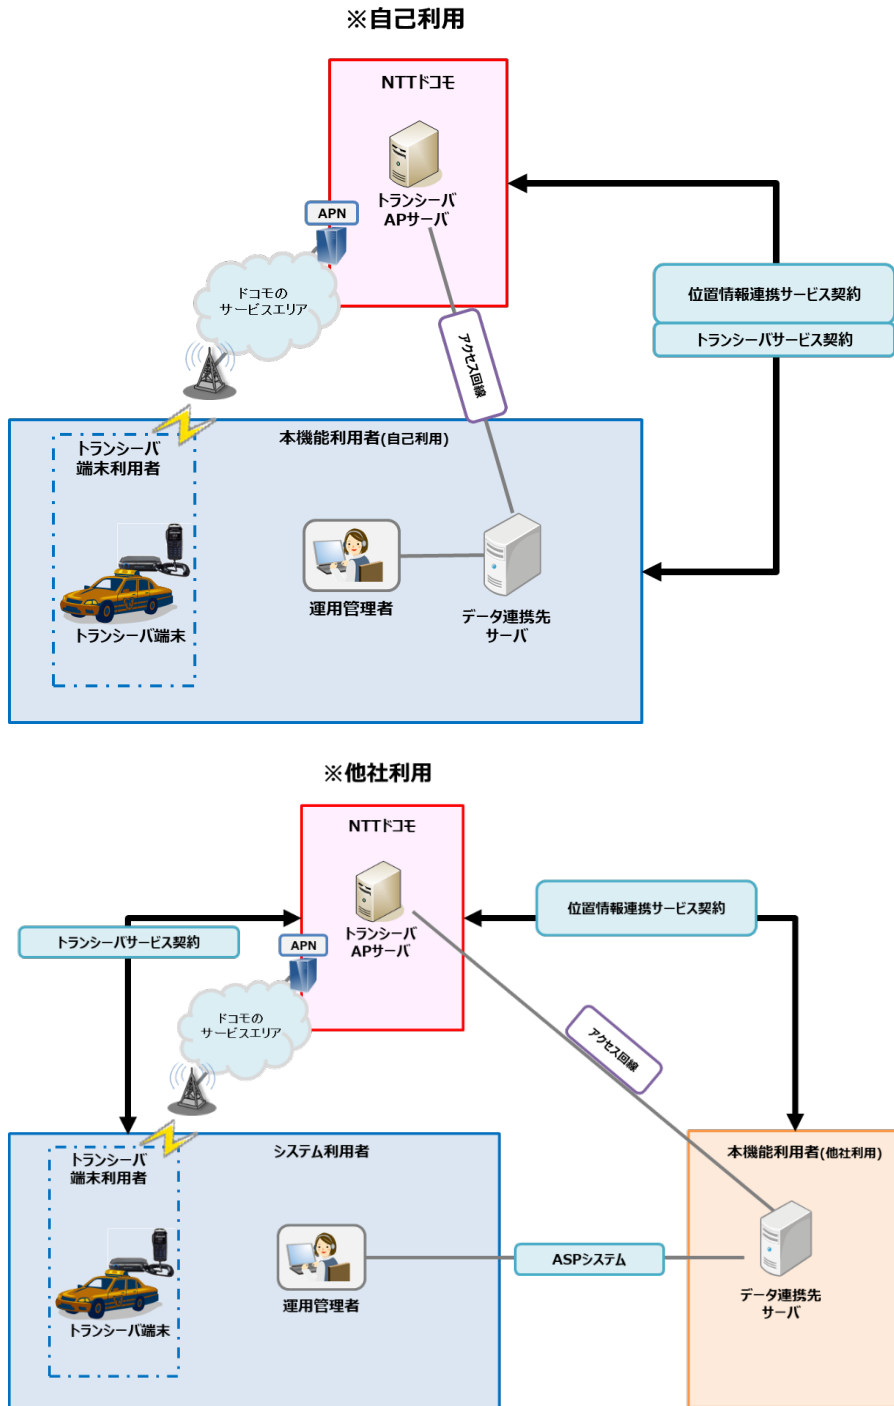 ※自己利用
NTTドコモ
トランシーバ
APサーバ
APN
ドコモの
サービスエリア
位置情報連携サービス契約
トランシーバサービス契約
アクセス回線
本機能利用者(自己利用)
トランシーバ
端末利用者
トランシーバ端末
運用管理者
データ連携先
サーバ
※他社利用
NTTドコモ
トランシーバ
APサーバ
位置情報連携サービス契約
トランシーバサービス契約
APN
ドコモの
サービスエリア
アクセス回線
システム利用者
トランシーバ
端末利用者
本機能利用者(他社利用)
ASPシステム
運用管理者
トランシーバ端末
データ連携先
サーバ